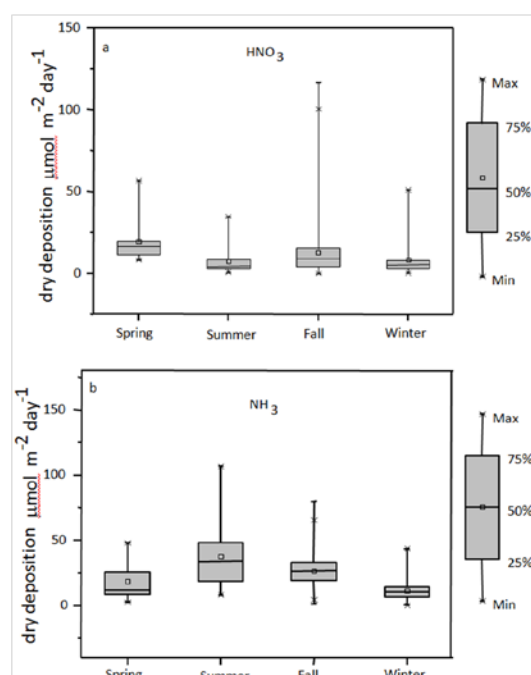 150
a
HNO3
100
50
0
dry deposition µmol m-2 day-1
Spring Summer Fall Winter
Max
75%
50%
25%
Min
b
NH3
150
100
50
0
dry deposition µmol m-2 day-1
Spring Summer Fall Winter
Max
75%
50%
25%
Min